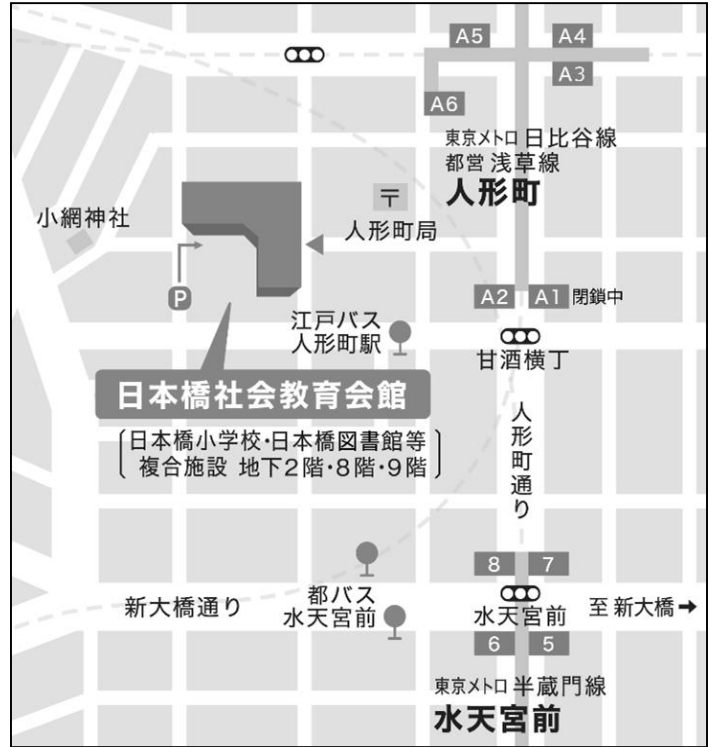 A5
A4
A3
A6
東京メトロ 日比谷線
都営 浅草線
人形町
〒
人形町局
小網神社
P
A2
A1 閉鎖中
江戸バス
人形町駅
甘酒横丁
日本橋社会教育会館
日本橋小学校・日本橋図書館等
複合施設 地下2階・8階・9階
人形町通り
8
7
新大橋通り
都バス
水天宮前
水天宮前
至 新大橋➞
6
5
東京メトロ 半蔵門線
水天宮前